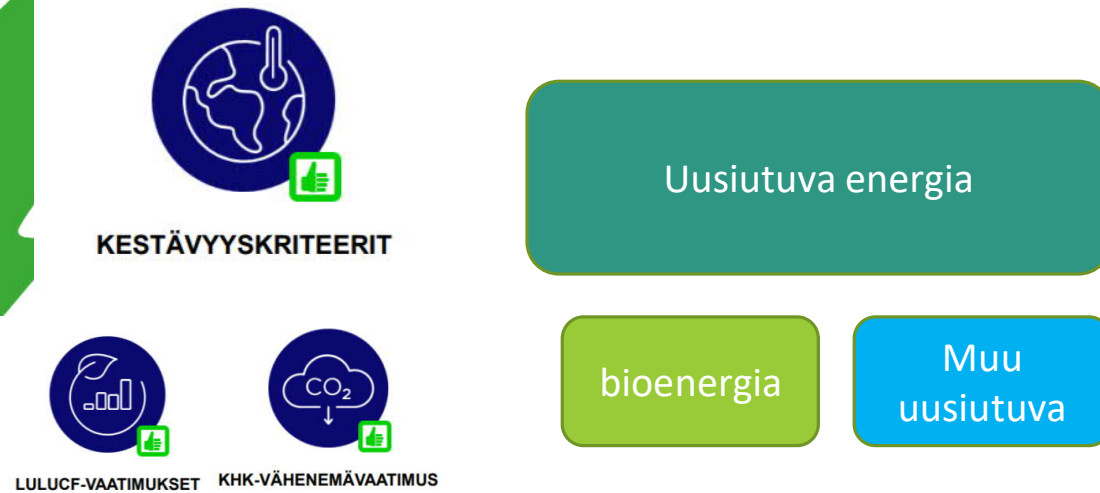 KESTÄVYYSKRITEERIT
LULUCF-VAATIMUKSET
CO2
KHK-VÄHENEMÄVAATIMUS
Uusiutuva energia
bioenergia
Muu
uusiutuva